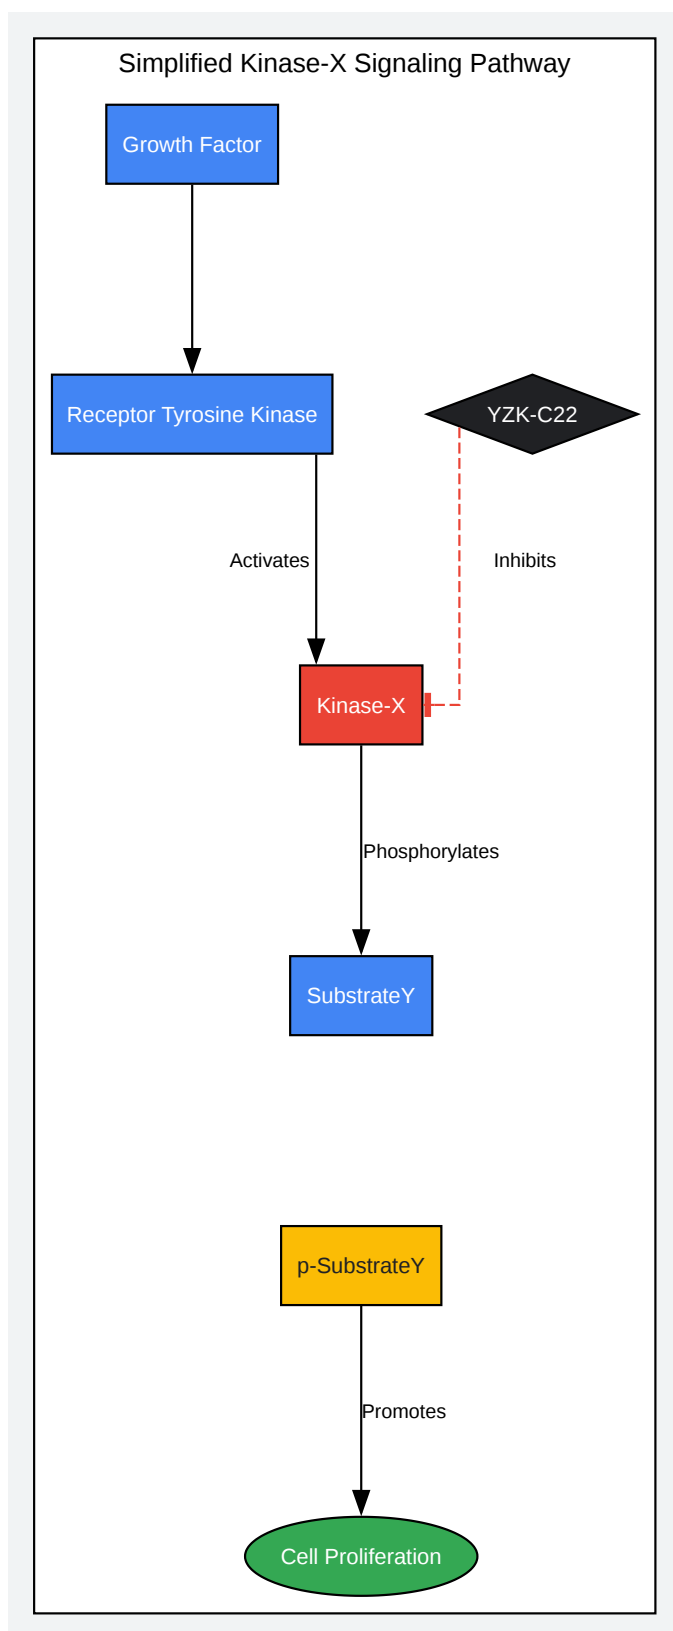 Simplified Kinase-X Signaling Pathway
Growth Factor
Receptor Tyrosine Kinase
YZK-C22
Activates
Inhibits
Kinase-X
Phosphorylates
SubstrateY
p-SubstrateY
Promotes
Cell Proliferation